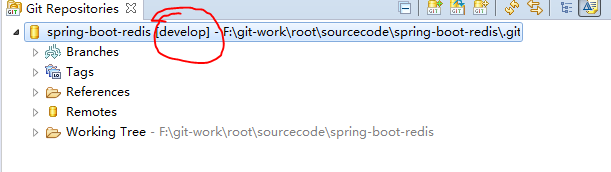 Git Repositories
spring-boot-redis [develop] - F:\git-work\root\sourcecode\spring-boot-redis\.git
Branches
Tags
References
Remotes
Working Tree - F:\git-work\root\sourcecode\spring-boot-redis